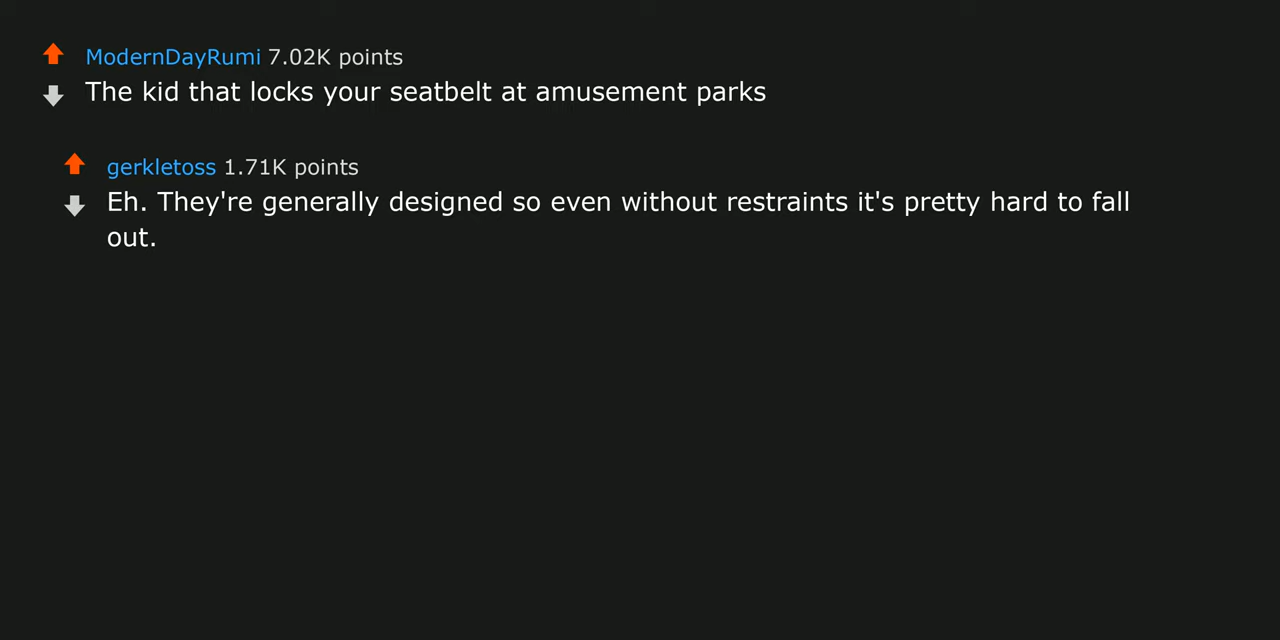 ModernDayRumi 7.02K points
The kid that locks your seatbelt at amusement parks
gerkletoss 1.71K points
Eh. They're generally designed so even without restraints it's pretty hard to fall
out.